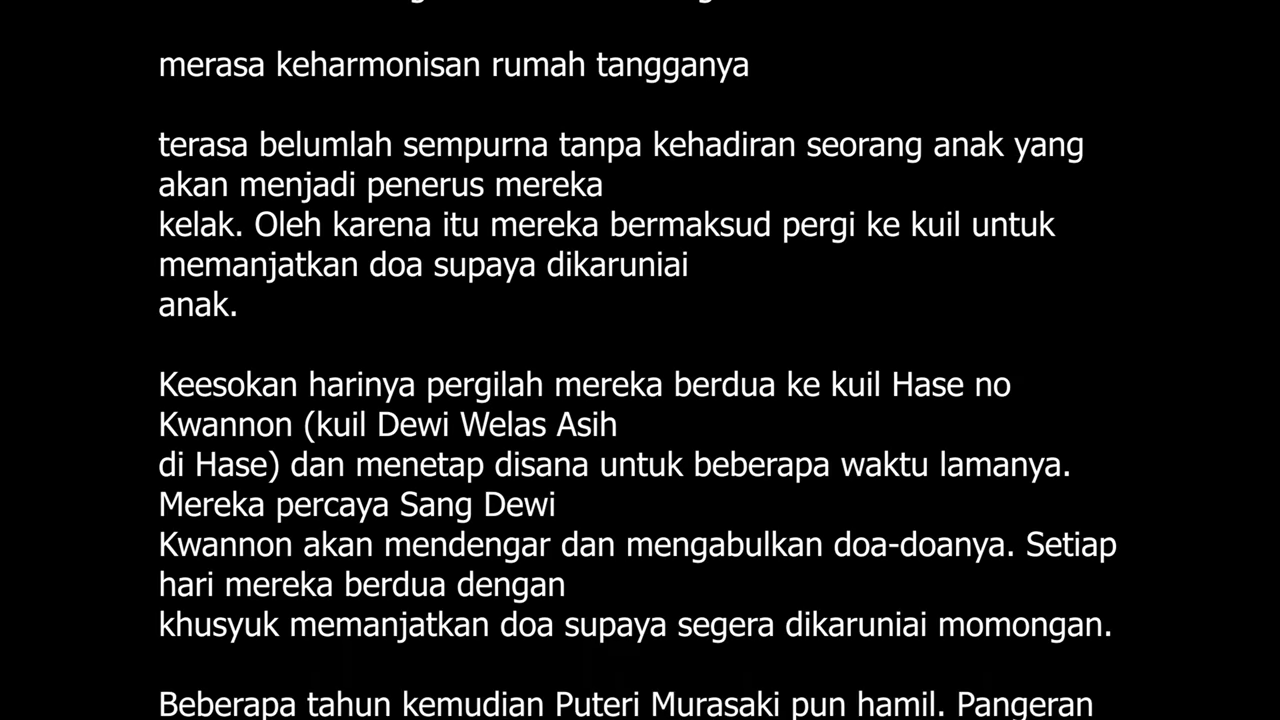 merasa keharmonisan rumah tangganya
terasa belumlah sempurna tanpa kehadiran seorang anak yang
akan menjadi penerus mereka
kelak. Oleh karena itu mereka bermaksud pergi ke kuil untuk
memanjatkan doa supaya dikaruniai
anak.
Keesokan harinya pergilah mereka berdua ke kuil Hase no
Kwannon (kuil Dewi Welas Asih
di Hase) dan menetap disana untuk beberapa waktu lamanya.
Mereka percaya Sang Dewi
Kwannon akan mendengar dan mengabulkan doa-doanya. Setiap
hari mereka berdua dengan
khusyuk memanjatkan doa supaya segera dikaruniai momongan.
Beberapa tahun kemudian Puteri Murasaki pun hamil. Pangeran